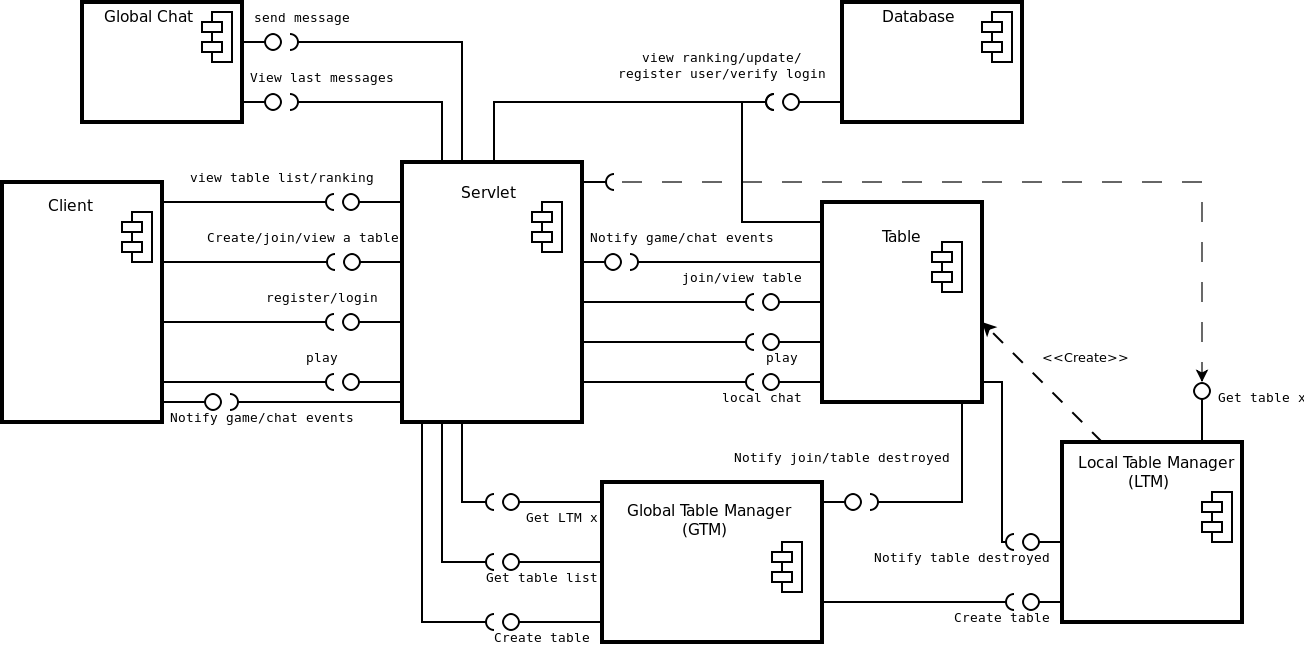 Global Chat
send message
View last messages
Database
view ranking/update/
register user/verify login
Client
view table list/ranking
Create/join/view a table
register/login
play
Notify game/chat events
Servlet
Notify game/chat events
join/view table
play
local chat
Table
<<Create>>
Get table x
Local Table Manager
(LTM)
Notify join/table destroyed
Global Table Manager
(GTM)
Get LTM x
Get table list
Create table
Notify table destroyed
Create table